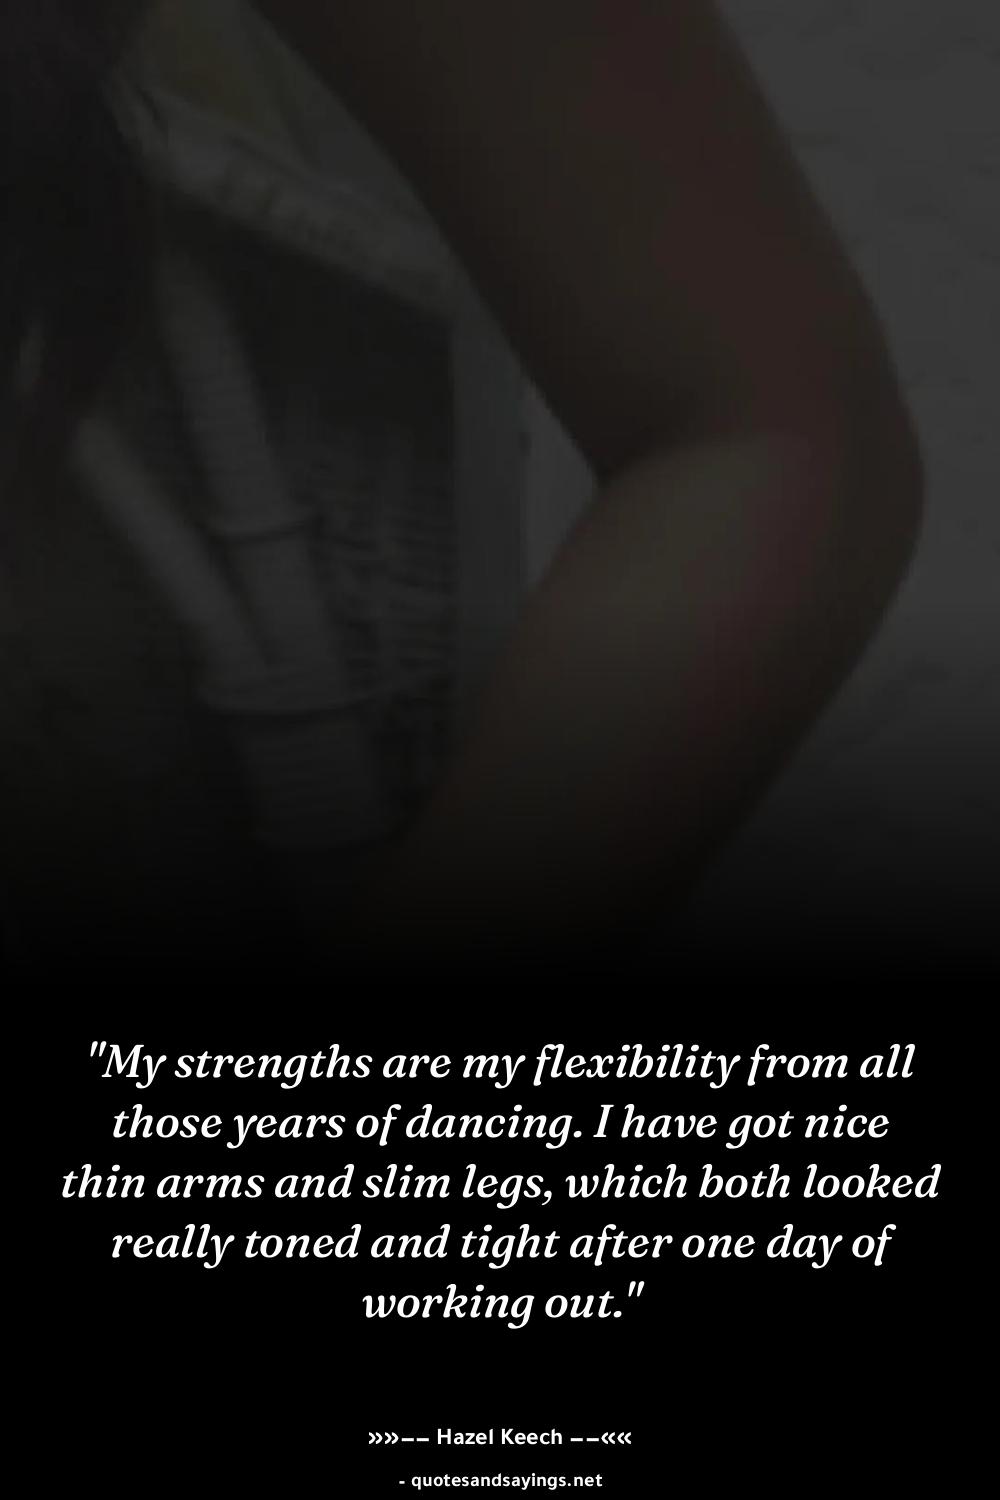 "My strengths are my flexibility from all
those years of dancing. I have got nice
thin arms and slim legs, which both looked
really toned and tight after one day of
working out."
»»–– Hazel Keech ––««
- quotesandsayings.net